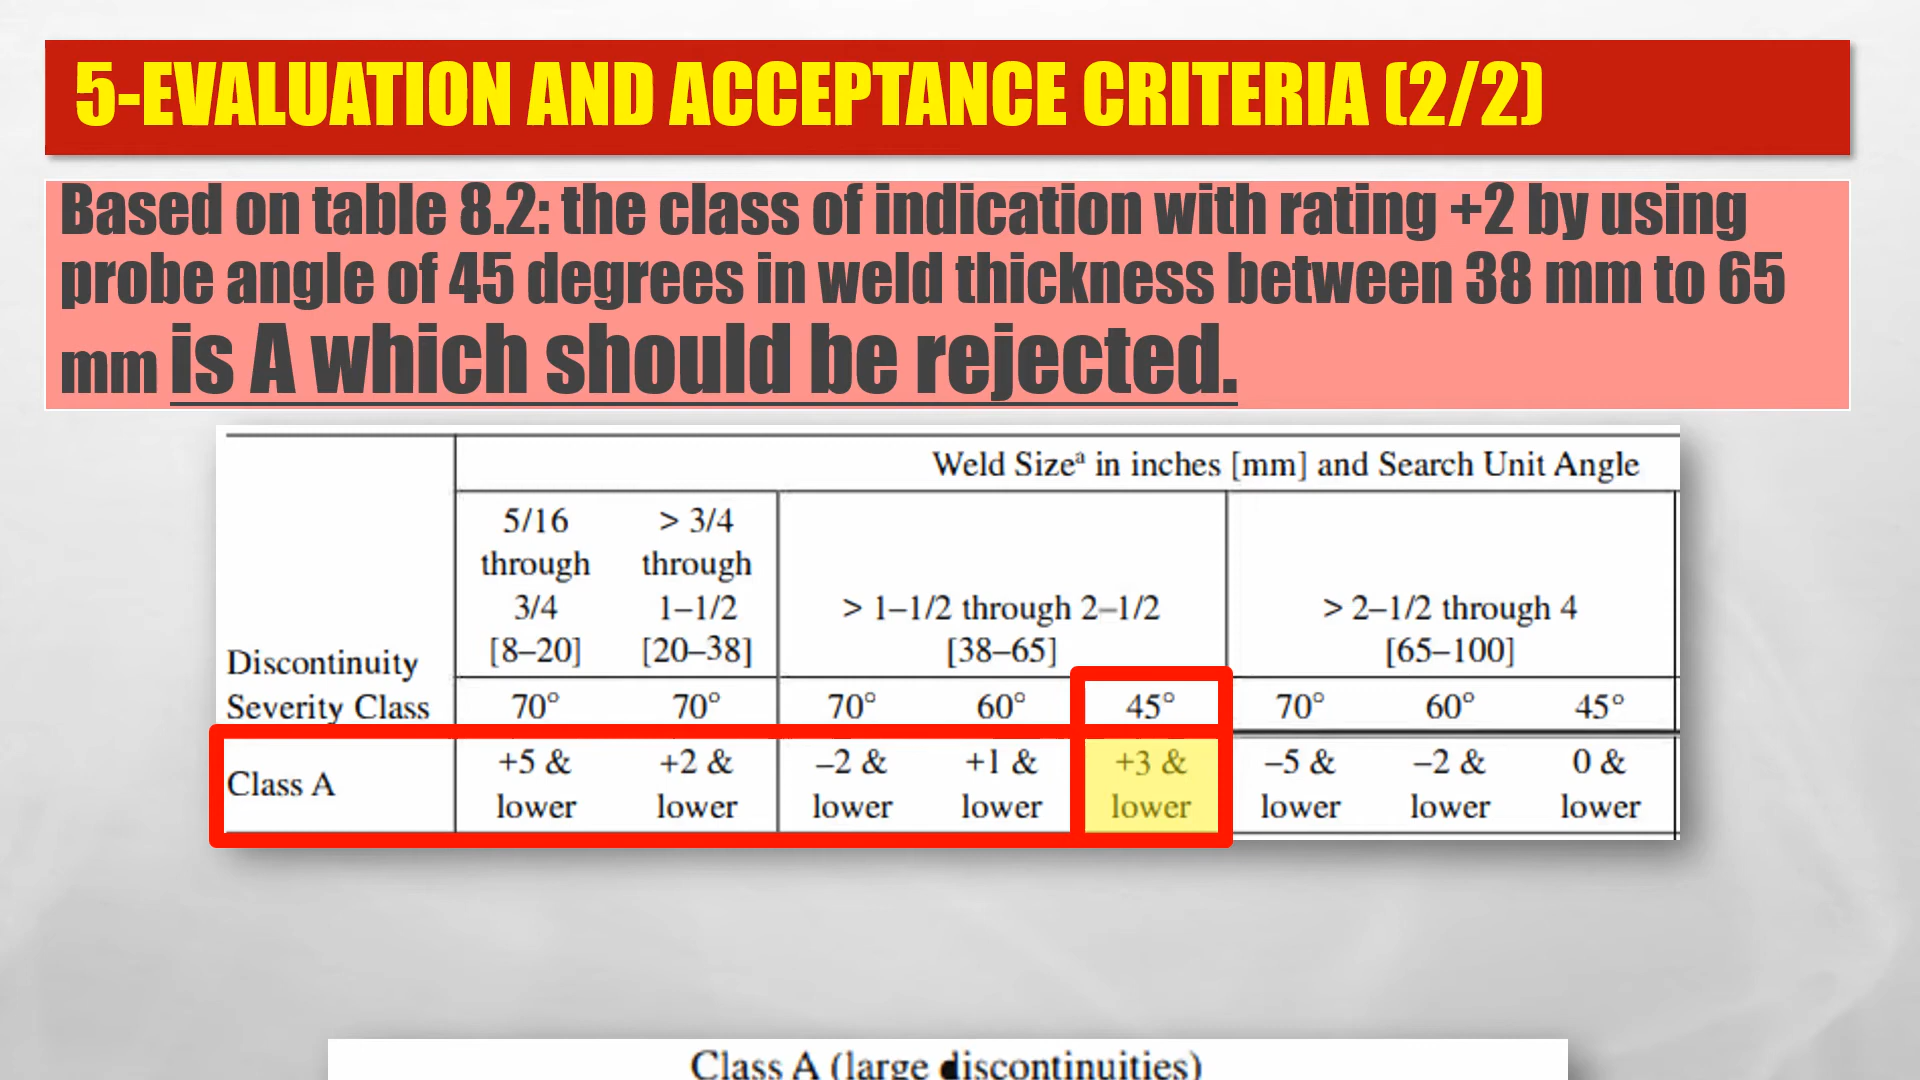 5-EVALUATION AND ACCEPTANCE CRITERIA (2/2)
Based on table 8.2: the class of indication with rating +2 by using
probe angle of 45 degrees in weld thickness between 38 mm to 65
mm is A which should be rejected.
Weld Sizeᵃ in inches [mm] and Search Unit Angle
5/16 > 3/4
through through
3/4 1–1/2 > 1–1/2 through 2–1/2 > 2–1/2 through 4
[8–20] [20–38] [38–65] [65–100]
Discontinuity
Severity Class 70° 70° 70° 60° 45° 70° 60° 45°
+5 & +2 & –2 & +1 & +3 & –5 & –2 & 0 &
Class A
lower lower lower lower lower lower lower lower
Class A (large discontinuities)